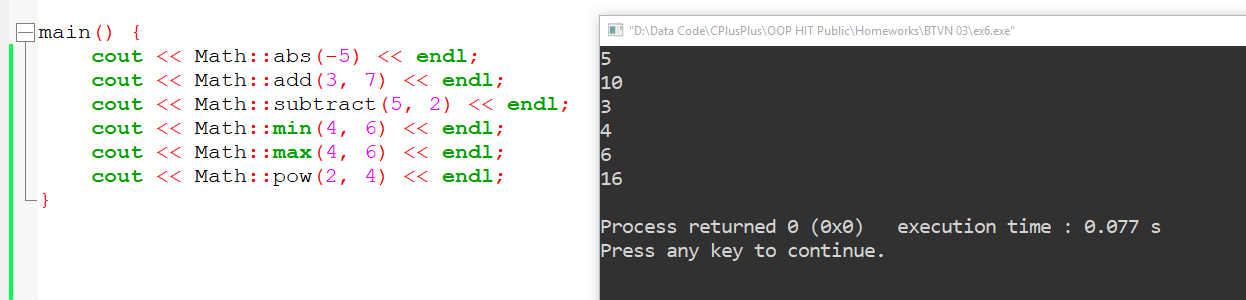 main() {
    cout << Math::abs(-5) << endl;
    cout << Math::add(3, 7) << endl;
    cout << Math::subtract(5, 2) << endl;
    cout << Math::min(4, 6) << endl;
    cout << Math::max(4, 6) << endl;
    cout << Math::pow(2, 4) << endl;
}
"D:\Data Code\CPlusPlus\OOP HIT Public\Homeworks\BTVN 03\ex6.exe"
5
10
3
4
6
16
Process returned 0 (0x0)   execution time : 0.077 s
Press any key to continue.